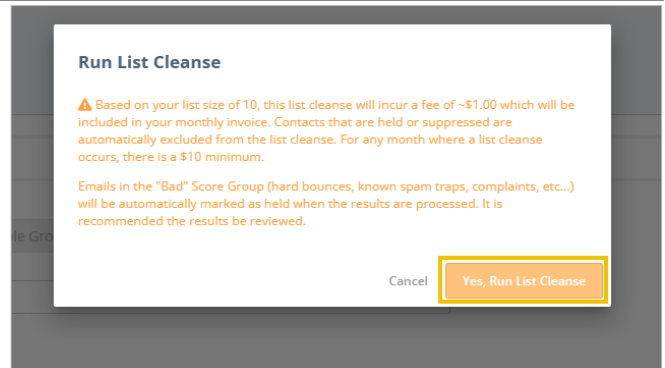 Run List Cleanse
Based on your list size of 10, this list cleanse will incur a fee of ~$1.00 which will be
included in your monthly invoice. Contacts that are held or suppressed are
automatically excluded from the list cleanse. For any month where a list cleanse
occurs, there is a $10 minimum.
Emails in the "Bad" Score Group (hard bounces, known spam traps, complaints, etc...)
will be automatically marked as held when the results are processed. It is
recommended the results be reviewed.
le Gro
Cancel Yes, Run List Cleanse